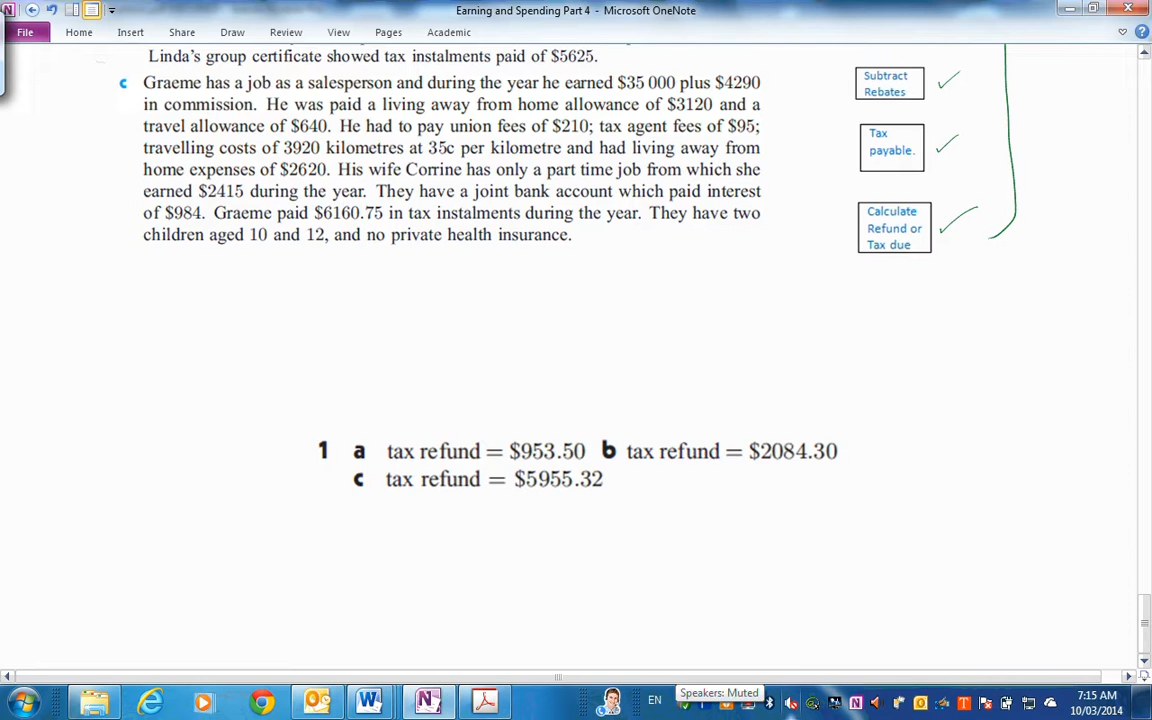 Earning and Spending Part 4 - Microsoft OneNote
File Home Insert Share Draw Review View Pages Academic
Linda's group certificate showed tax instalments paid of $5625.
c Graeme has a job as a salesperson and during the year he earned $35 000 plus $4290
in commission. He was paid a living away from home allowance of $3120 and a
travel allowance of $640. He had to pay union fees of $210; tax agent fees of $95;
travelling costs of 3920 kilometres at 35c per kilometre and had living away from
home expenses of $2620. His wife Corrine has only a part time job from which she
earned $2415 during the year. They have a joint bank account which paid interest
of $984. Graeme paid $6160.75 in tax instalments during the year. They have two
children aged 10 and 12, and no private health insurance.
Subtract
Rebates
Tax
payable.
Calculate
Refund or
Tax due
1 a tax refund = $953.50 b tax refund = $2084.30
c tax refund = $5955.32
EN
Speakers: Muted
7:15 AM
10/03/2014